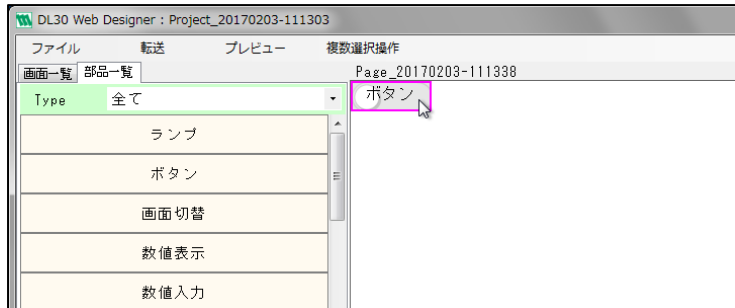 DL30 Web Designer : Project_20170203-111303
ファイル 転送 プレビュー 複数選択操作
画面一覧 部品一覧 Page_20170203-111338
Type 全て
ボタン
ランプ
ボタン
画面切替
数値表示
数値入力